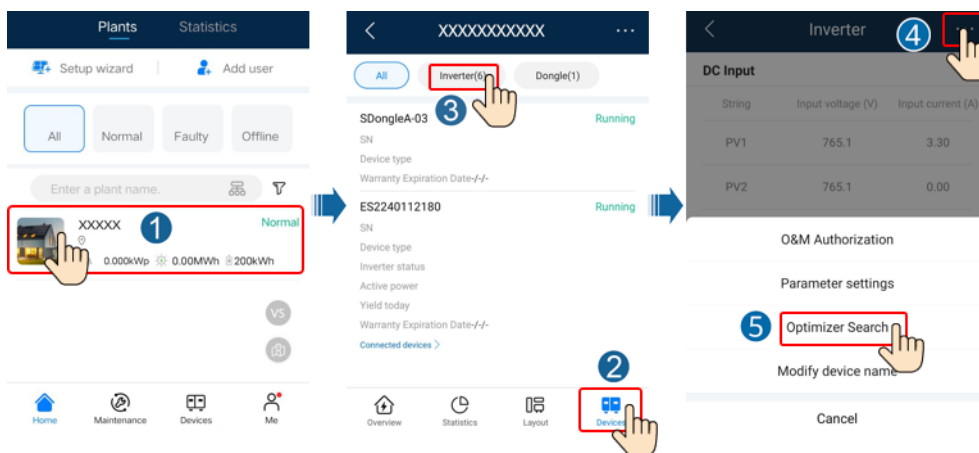 Plants Statistics
Setup wizard Add user
All Normal Faulty Offline
Enter a plant name.
XXXXX 1 Normal
0.000kWp 0.00MWh 200kWh
VS
Home Maintenance Devices Me
XXXXXXXXXXX ...
All Inverter(6) Dongle(1)
3
SDongleA-03 Running
SN
Device type
Warranty Expiration Date-/-/-
ES2240112180 Running
SN
Device type
Inverter status
Active power
Yield today
Warranty Expiration Date-/-/-
Connected devices >
2
Overview Statistics Layout Devices
Inverter 4
DC Input
String Input voltage (V) Input current (A)
PV1 765.1 3.30
PV2 765.1 0.00
O&M Authorization
Parameter settings
5 Optimizer Search
Modify device name
Cancel